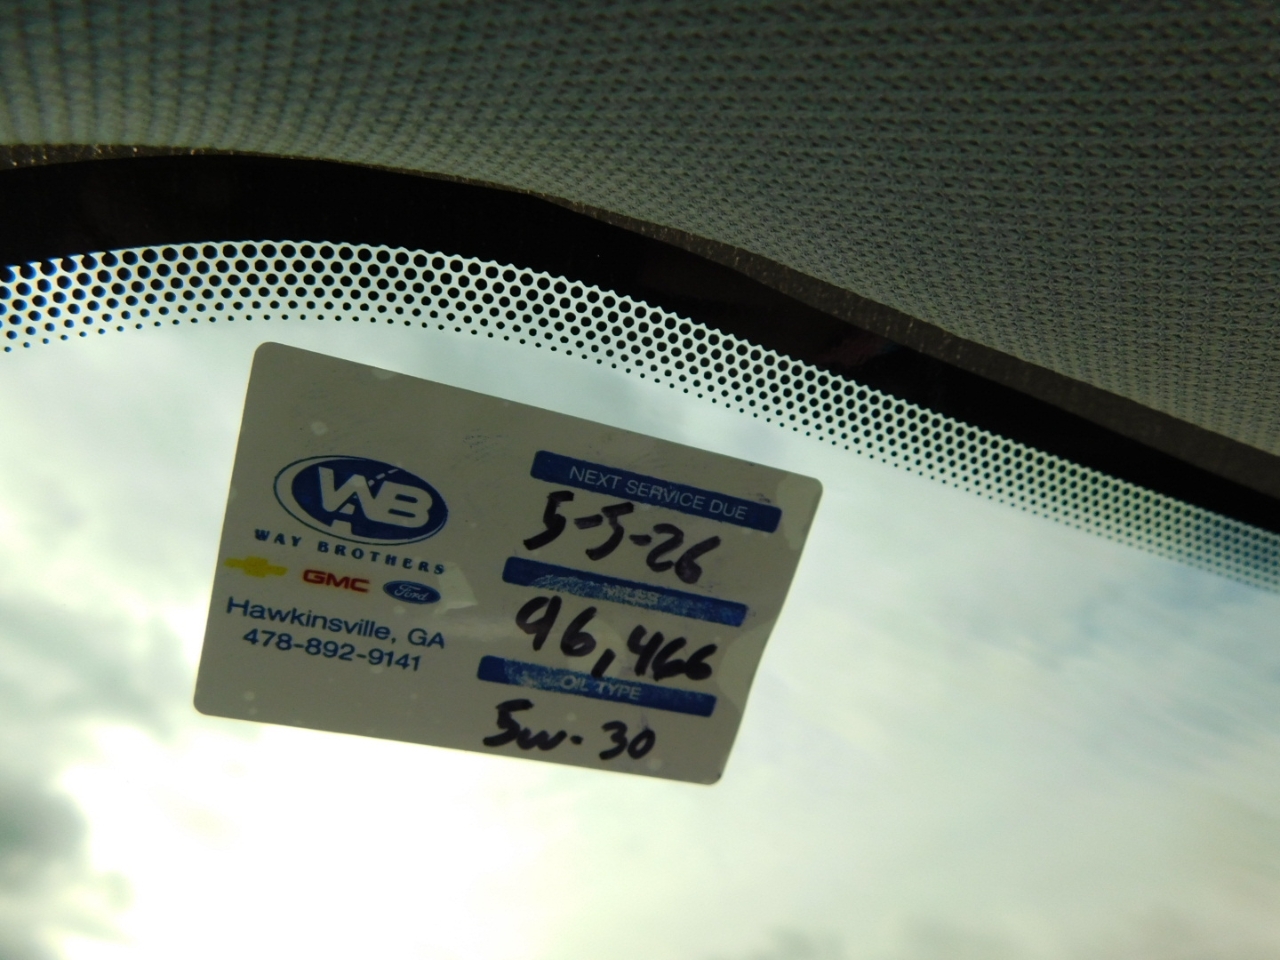 WAB
WAY BROTHERS
GMC
Ford
Hawkinsville, GA
478-892-9141
NEXT SERVICE DUE
5-5-26
MILES
96,466
OIL TYPE
5w-30